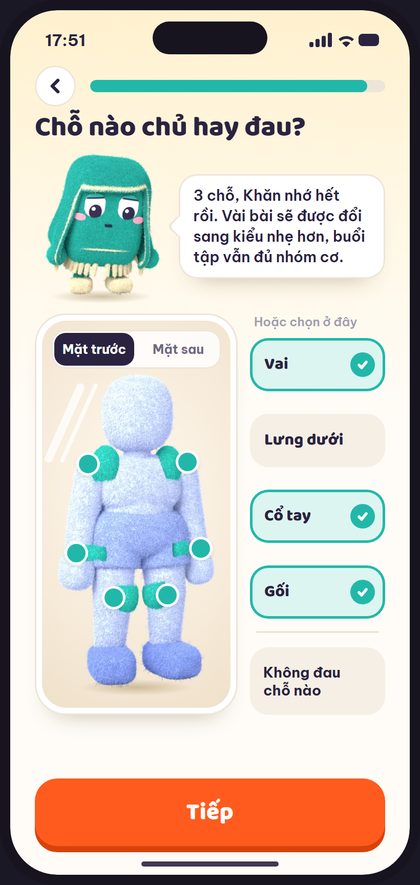 17:51
Chỗ nào chủ hay đau?
3 chỗ, Khăn nhớ hết
rồi. Vài bài sẽ được đổi
sang kiểu nhẹ hơn, buổi
tập vẫn đủ nhóm cơ.
Hoặc chọn ở đây
Mặt trước
Mặt sau
Vai
Lưng dưới
Cổ tay
Gối
Không đau
chỗ nào
Tiếp